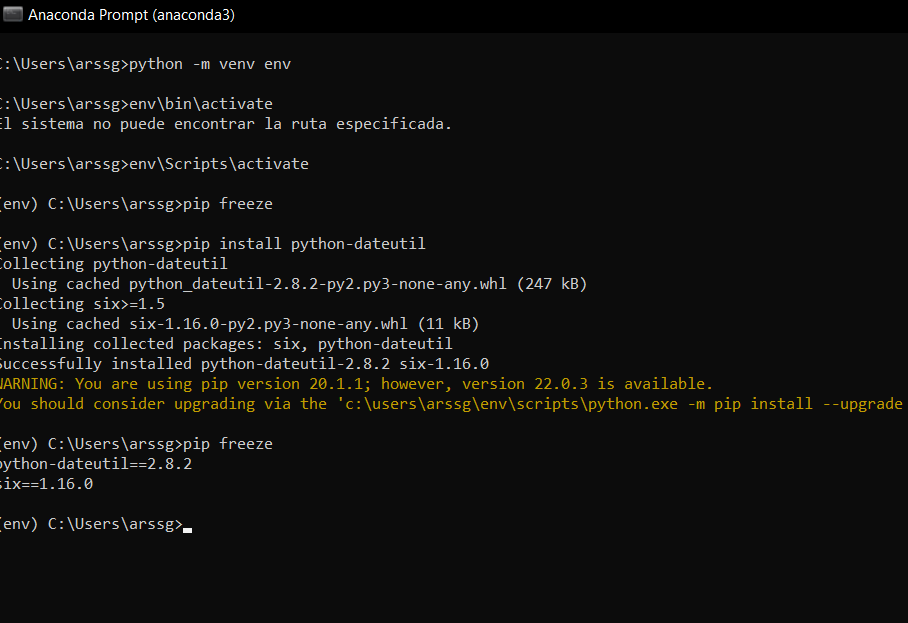 Anaconda Prompt (anaconda3)
C:\Users\arssg>python -m venv env
C:\Users\arssg>env\bin\activate
El sistema no puede encontrar la ruta especificada.
C:\Users\arssg>env\Scripts\activate
(env) C:\Users\arssg>pip freeze
(env) C:\Users\arssg>pip install python-dateutil
Collecting python-dateutil
  Using cached python_dateutil-2.8.2-py2.py3-none-any.whl (247 kB)
Collecting six>=1.5
  Using cached six-1.16.0-py2.py3-none-any.whl (11 kB)
Installing collected packages: six, python-dateutil
Successfully installed python-dateutil-2.8.2 six-1.16.0
WARNING: You are using pip version 20.1.1; however, version 22.0.3 is available.
You should consider upgrading via the 'c:\users\arssg\env\scripts\python.exe -m pip install --upgrade
(env) C:\Users\arssg>pip freeze
python-dateutil==2.8.2
six==1.16.0
(env) C:\Users\arssg>